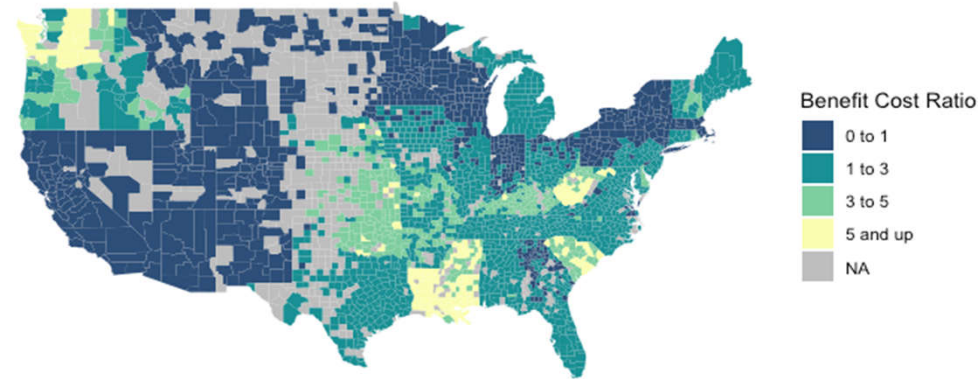 Benefit Cost Ratio
0 to 1
1 to 3
3 to 5
5 and up
NA